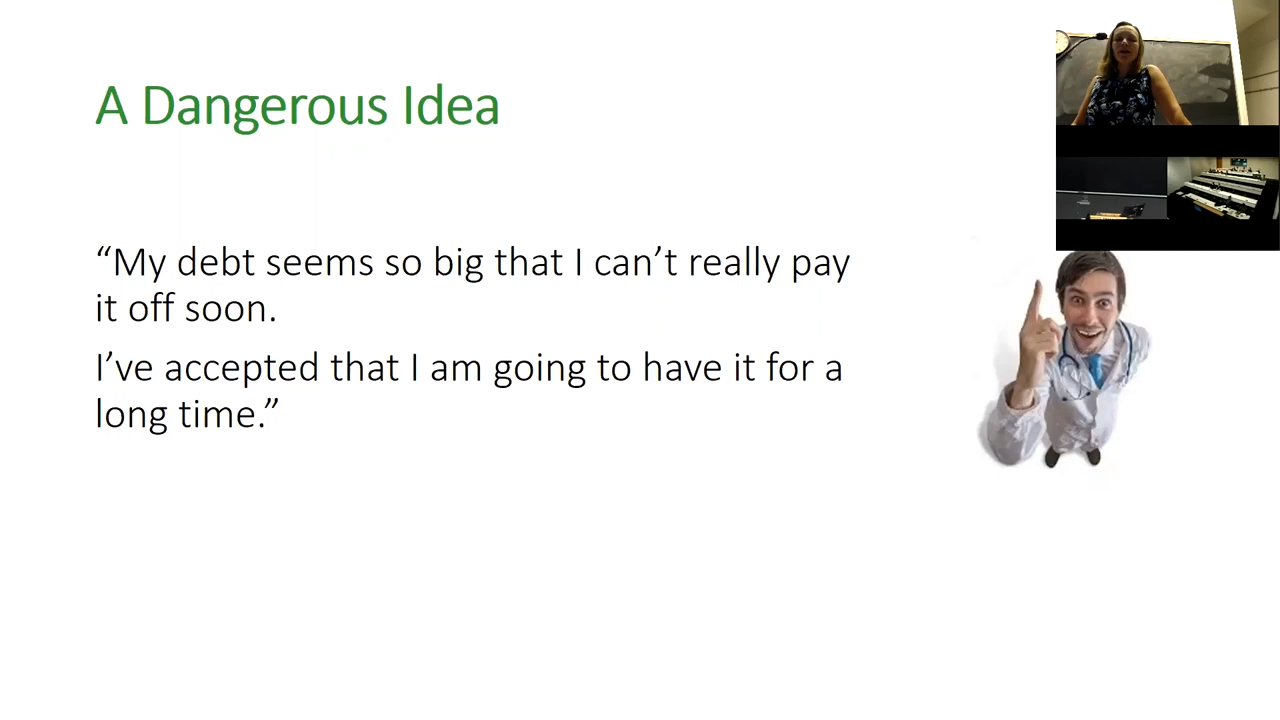 A Dangerous Idea
“My debt seems so big that I can’t really pay
it off soon.
I’ve accepted that I am going to have it for a
long time.”